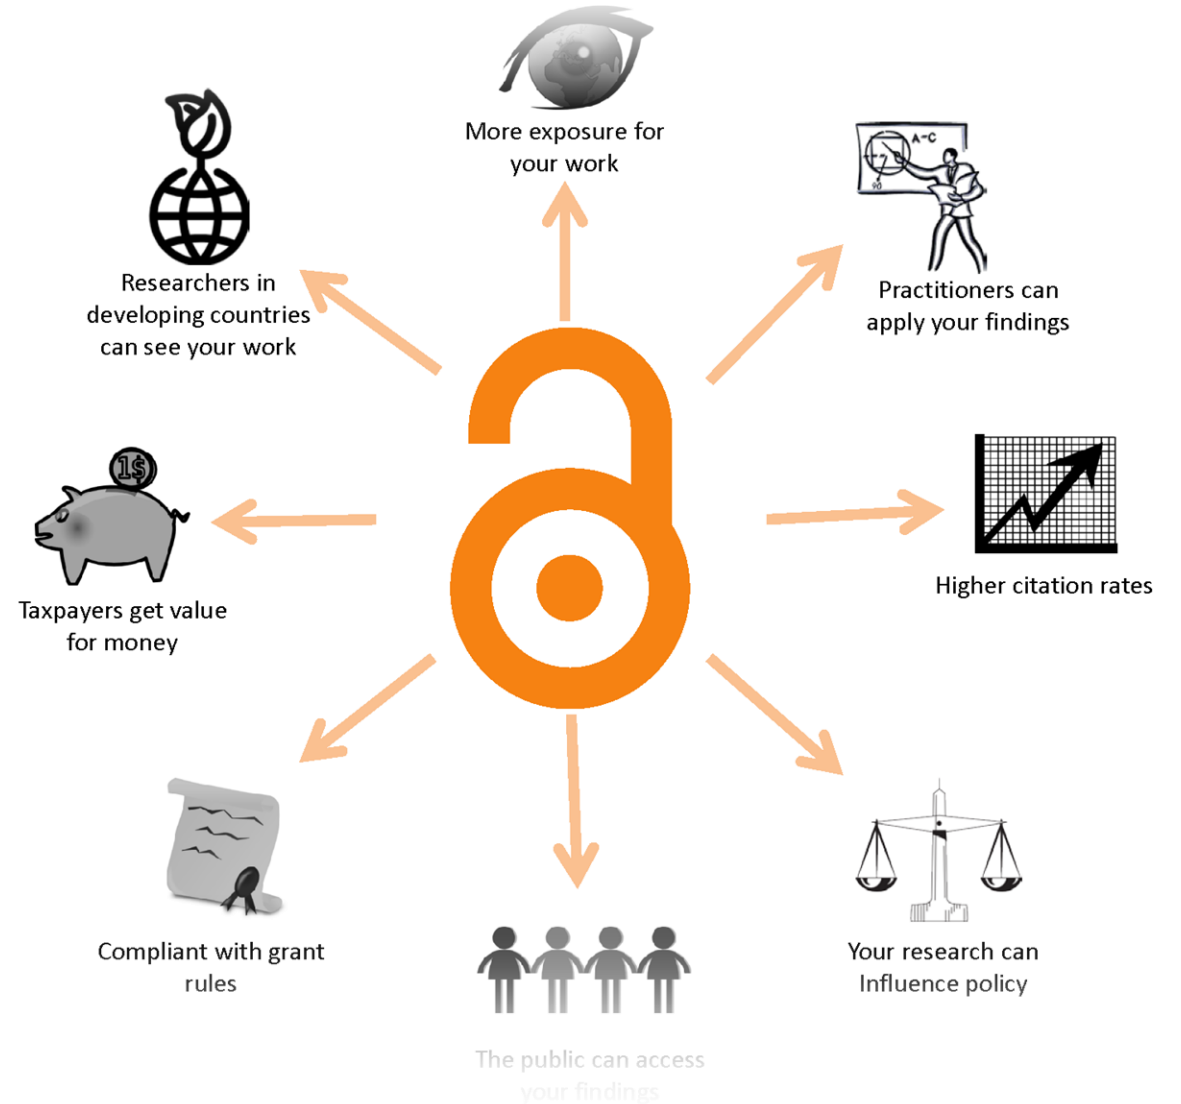 More exposure for
your work
A-C
90
Practitioners can
apply your findings
Researchers in
developing countries
can see your work
1$
Higher citation rates
Taxpayers get value
for money
Compliant with grant
rules
Your research can
Influence policy
The public can access
your findings